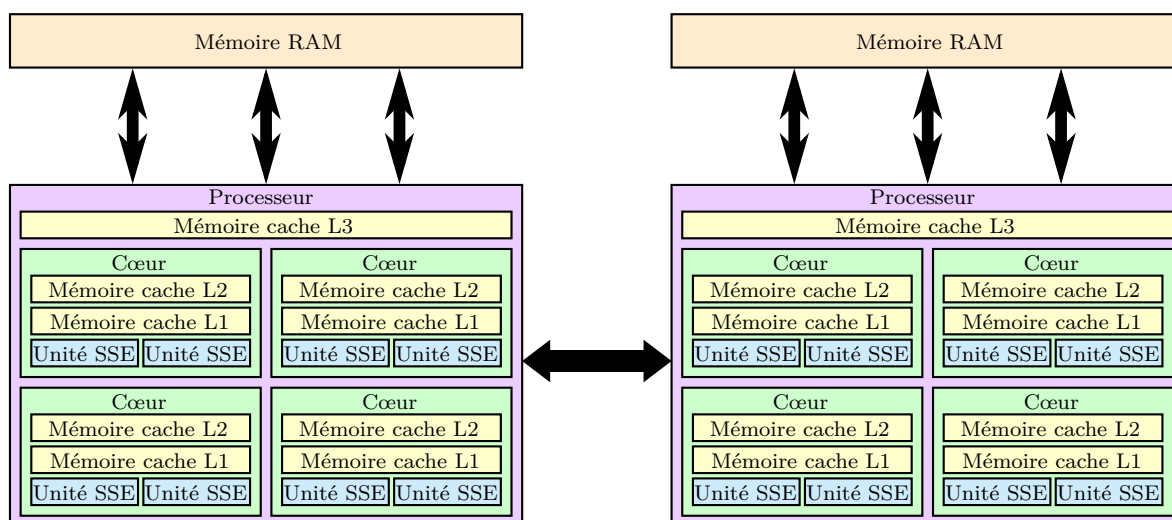 Mémoire RAM
Mémoire RAM
Processeur
Processeur
Mémoire cache L3
Mémoire cache L3
Cœur
Cœur
Cœur
Cœur
Mémoire cache L2
Mémoire cache L2
Mémoire cache L2
Mémoire cache L2
Mémoire cache L1
Mémoire cache L1
Mémoire cache L1
Mémoire cache L1
Unité SSE Unité SSE
Unité SSE Unité SSE
Unité SSE Unité SSE
Unité SSE Unité SSE
Cœur
Cœur
Cœur
Cœur
Mémoire cache L2
Mémoire cache L2
Mémoire cache L2
Mémoire cache L2
Mémoire cache L1
Mémoire cache L1
Mémoire cache L1
Mémoire cache L1
Unité SSE Unité SSE
Unité SSE Unité SSE
Unité SSE Unité SSE
Unité SSE Unité SSE